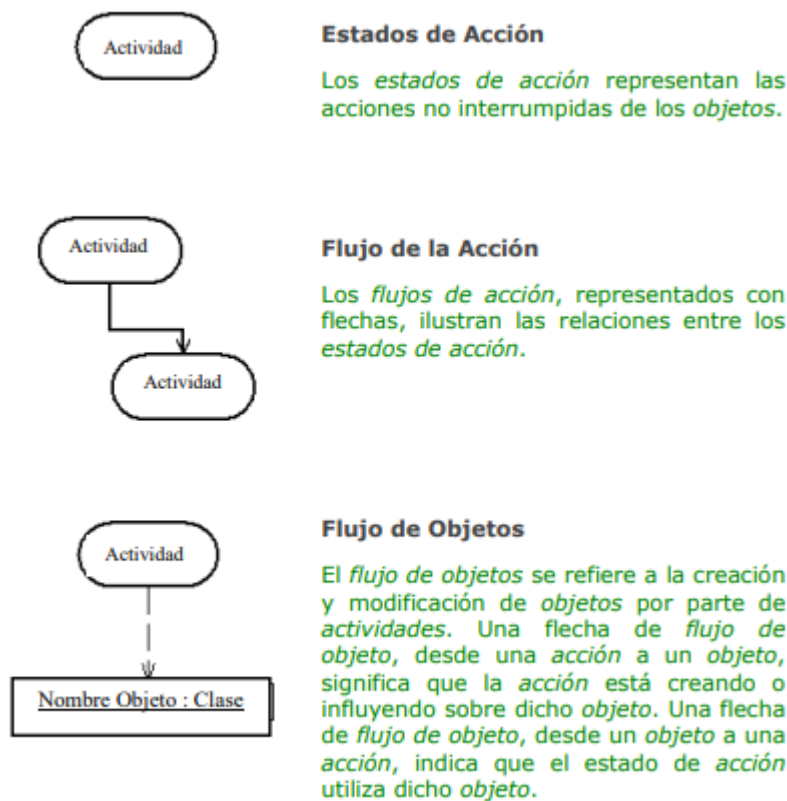 Actividad
Estados de Acción
Los estados de acción representan las
acciones no interrumpidas de los objetos.
Actividad
Actividad
Flujo de la Acción
Los flujos de acción, representados con
flechas, ilustran las relaciones entre los
estados de acción.
Actividad
Nombre Objeto : Clase
Flujo de Objetos
El flujo de objetos se refiere a la creación
y modificación de objetos por parte de
actividades. Una flecha de flujo de
objeto, desde una acción a un objeto,
significa que la acción está creando o
influyendo sobre dicho objeto. Una flecha
de flujo de objeto, desde un objeto a una
acción, indica que el estado de acción
utiliza dicho objeto.